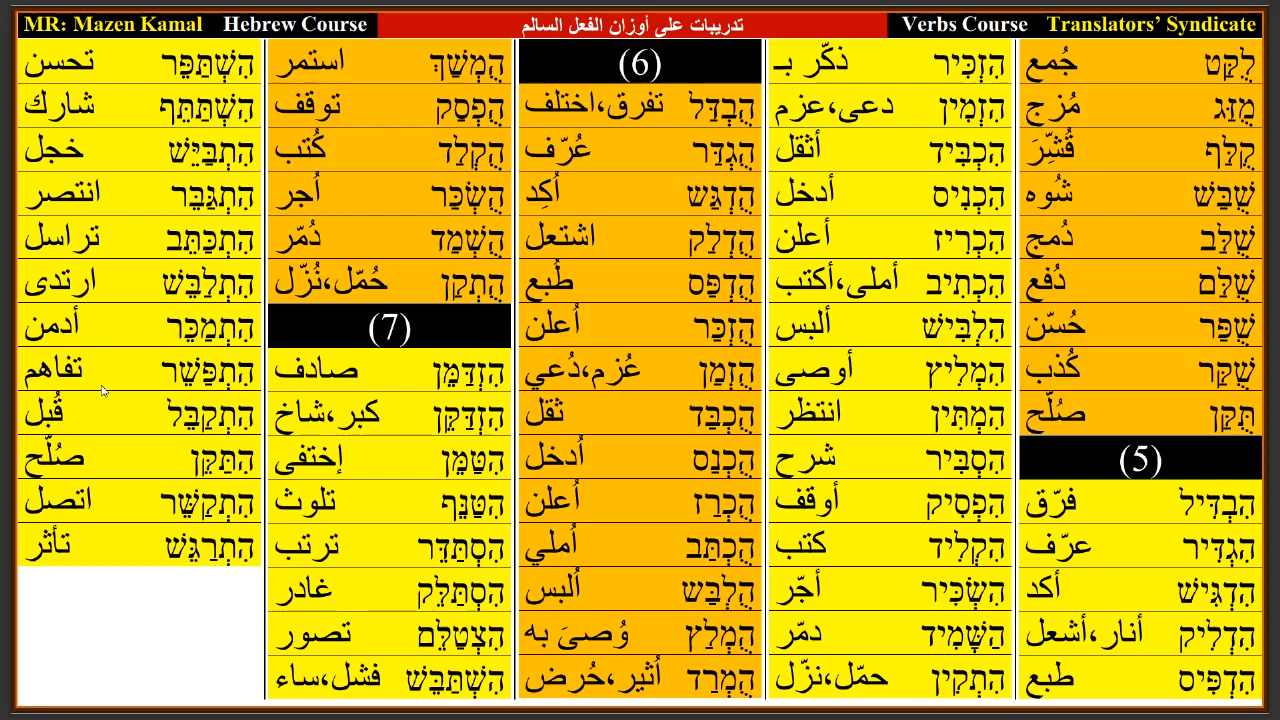 MR: Mazen Kamal Hebrew Course تدريبات على أوزان الفعل السالم Verbs Course Translators’ Syndicate
לֻקַּט جُمع
מֻזַּג مُزج
קֻלַּף قُشِّرَ
שֻׁבַּשׁ شُوه
שֻׁלַּב دُمج
שֻׁלַּם دُفع
שֻׁפַּר حُسّن
שֻׁקַּר كُذب
תֻּקַּן صُلّح
(5)
הִבְדִּיל فرّق
הִגְדִּיר عرّف
הִדְגִּישׁ أكد
הִדְלִיק أنار،أشعل
הִדְפִּיס طبع
הִזְכִּיר ذكّر بـ
הִזְמִין دعى،عزم
הִכְבִּיד أثقل
הִכְנִיס أدخل
הִכְרִיז أعلن
הִכְתִּיב أملى،أكتب
הִלְבִּישׁ ألبس
הִמְלִיץ أوصى
הִמְתִּין انتظر
הִסְבִּיר شرح
הִפְסִיק أوقف
הִקְלִיד كتب
הִשְׂכִּיר أجّر
הִשְׁמִיד دمّر
הִתְקִין حمّل،نزّل
(6)
הֻבְדַּל تفرق،اختلف
הֻגְדַּר عُرّف
הֻדְגַּשׁ اُكِد
הֻדְלַק اشتعل
הֻדְפַּס طُبع
הֻזְכַּר اُعلن
הֻזְמַן عُزم،دُعي
הֻכְבַּד ثقل
הֻכְנַס اُدخل
הֻכְרַז اُعلن
הֻכְתַּב اُملي
הֻלְבַּשׁ اُلبس
הֻמְלַץ وُصىَ به
הֻמְרַד اُثير،حُرض
הֻמְשַׁךְ استمر
הֻפְסַק توقف
הֻקְלַד كُتب
הֻשְׂכַּר اُجر
הֻשְׁמַד دُمّر
הֻתְקַן حُمّل،نُزّل
(7)
הִזְדַּמֵּן صادف
הִזְדַּקֵּן كبر،شاخ
הִטַּמֵּן إختفى
הִטַּנֵּף تلوث
הִסְתַּדֵּר ترتب
הִסְתַּלֵּק غادر
הִצְטַלֵּם تصور
הִשְׁתַּבֵּשׁ فشل،ساء
הִשְׁתַּפֵּר تحسن
הִשְׁתַּתֵּף شارك
הִתְבַּיֵּשׁ خجل
הִתְגַּבֵּר انتصر
הִתְכַּתֵּב تراسل
הִתְלַבֵּשׁ ارتدى
הִתְמַכֵּר أدمن
הִתְפַּשֵּׁר تفاهم
הִתְקַבֵּל قُبل
הִתַּקֵּן صُلّح
הִתְקַשֵּׁר اتصل
הִתְרַגֵּשׁ تأثر